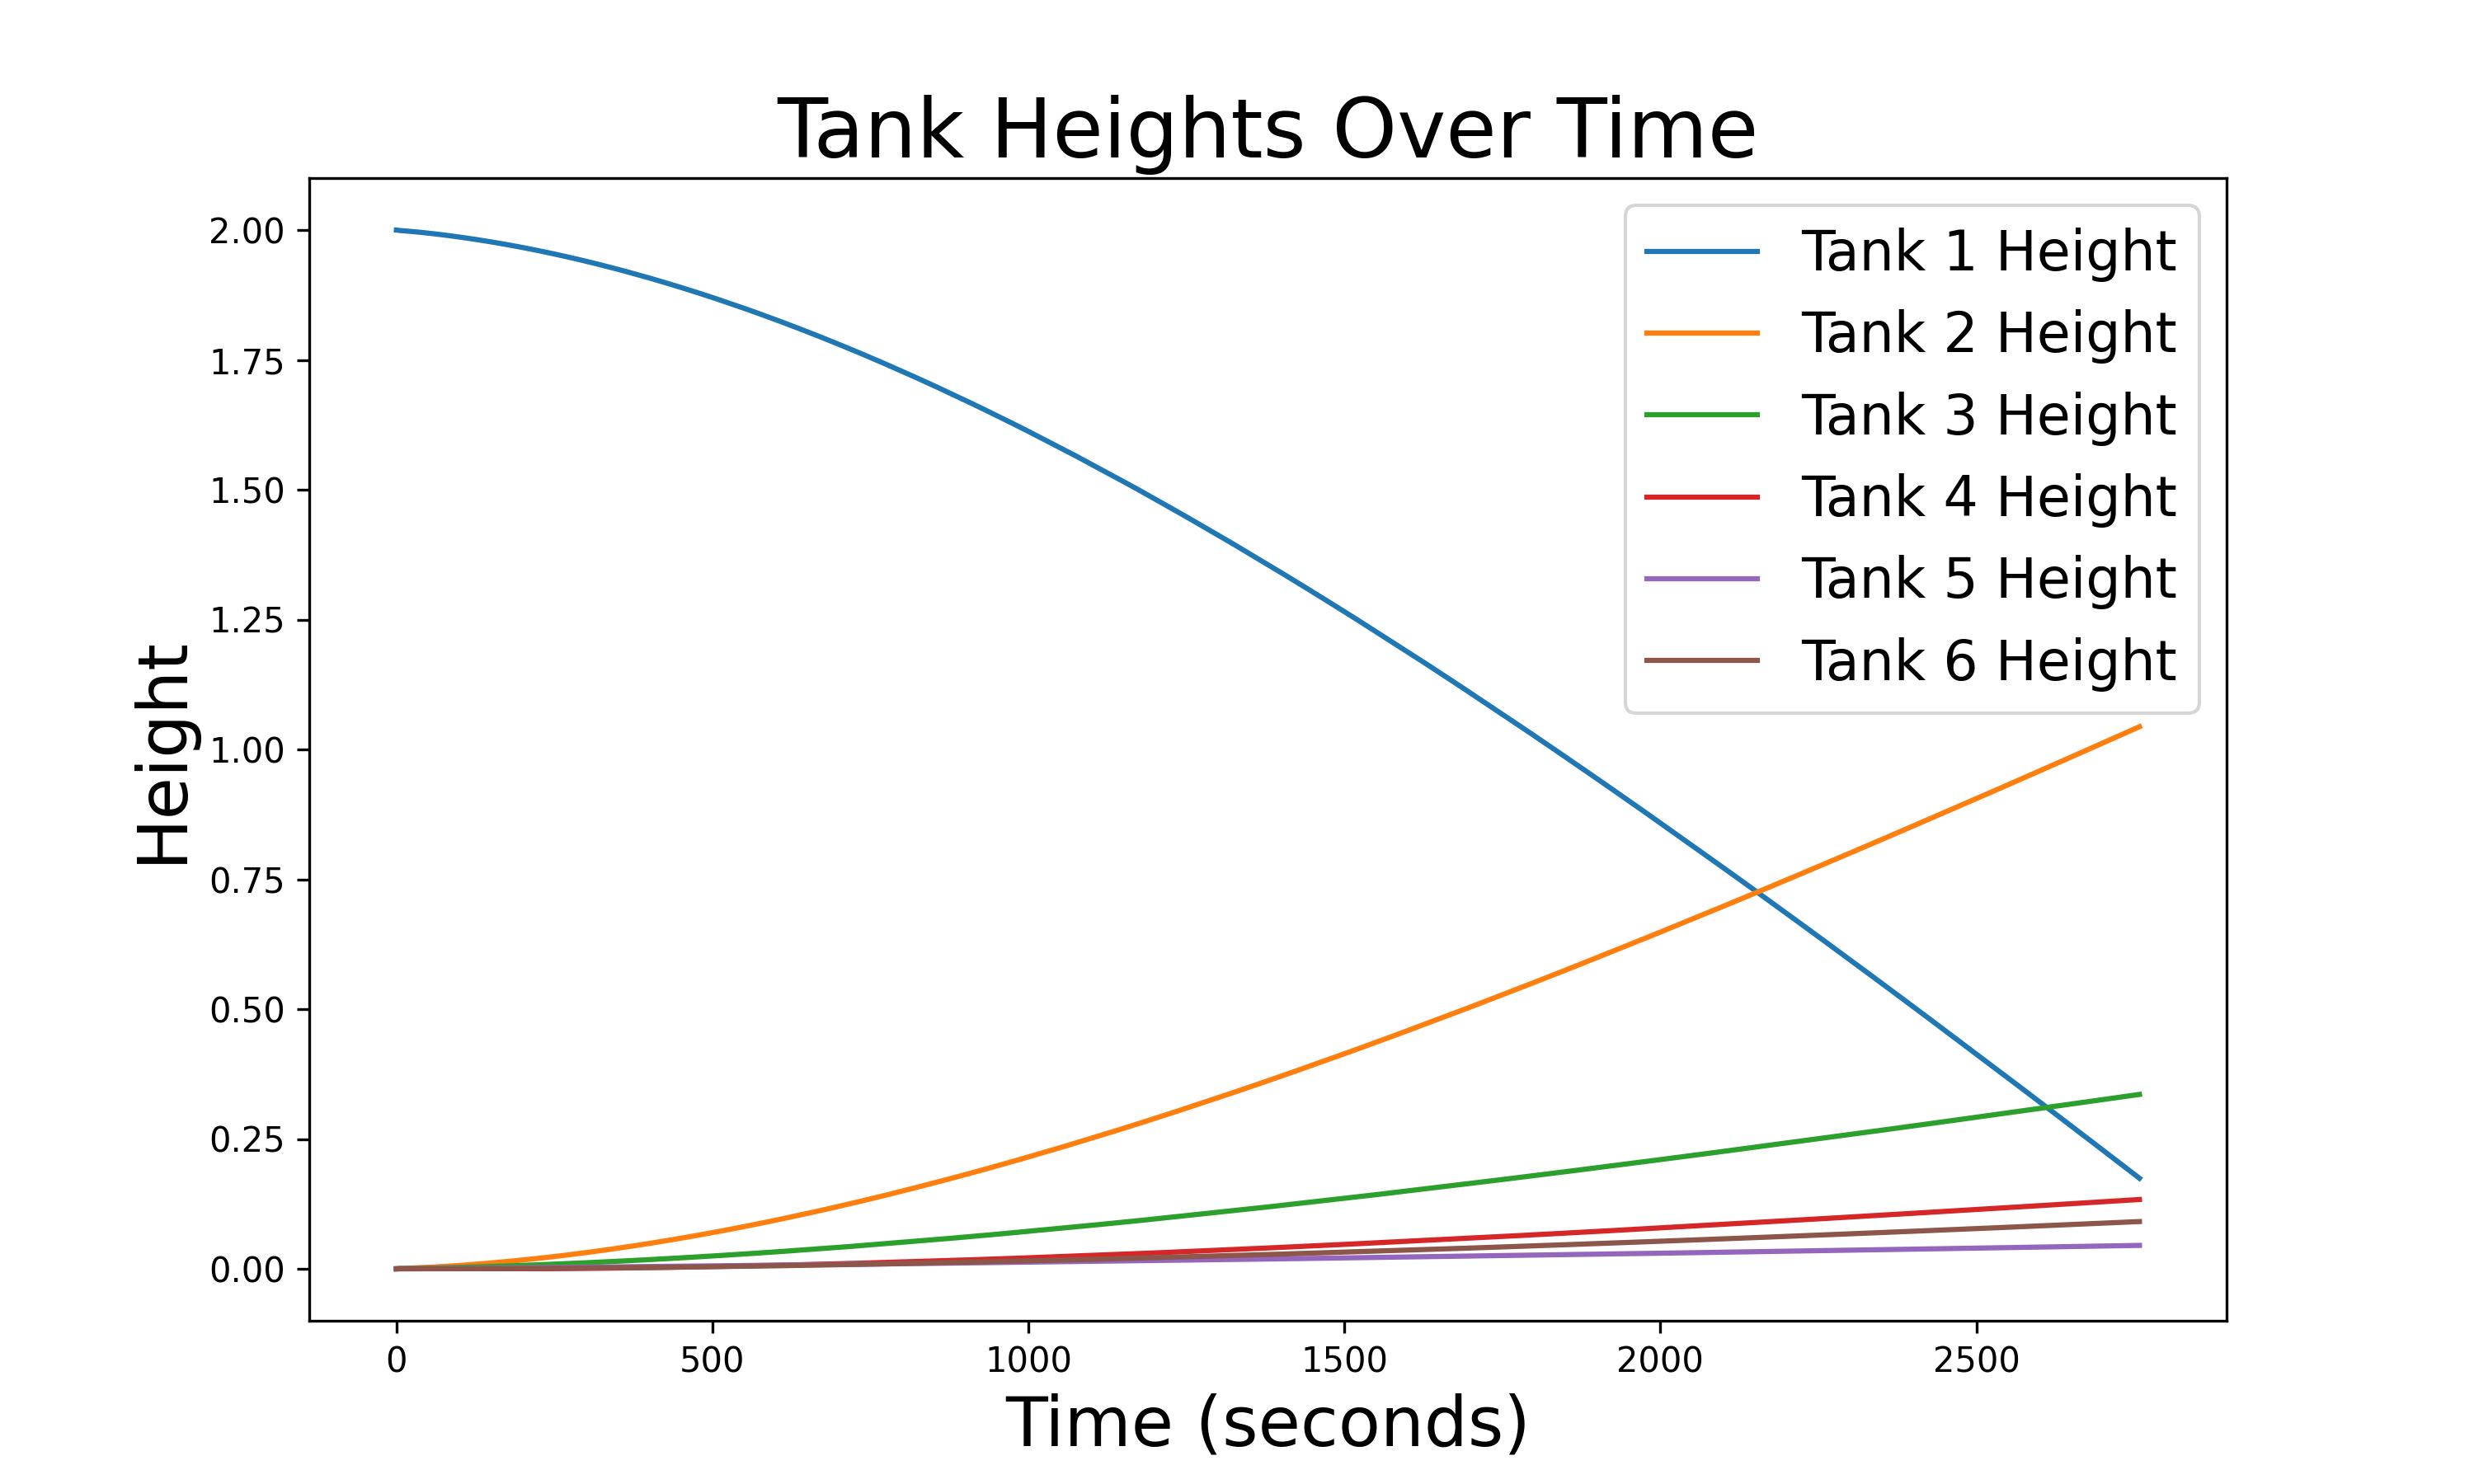 Tank Heights Over Time
Height
2.00
1.75
1.50
1.25
1.00
0.75
0.50
0.25
0.00
Tank 1 Height
Tank 2 Height
Tank 3 Height
Tank 4 Height
Tank 5 Height
Tank 6 Height
0 500 1000 1500 2000 2500
Time (seconds)